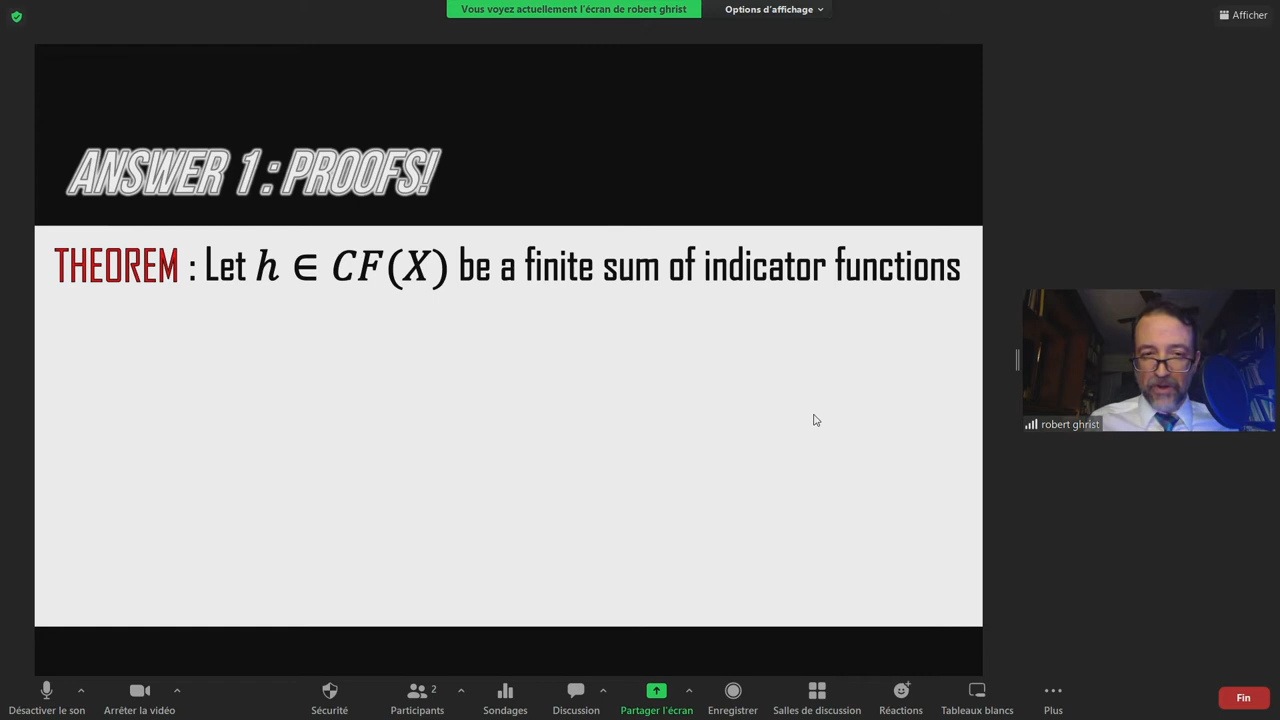 Vous voyez actuellement l'écran de robert ghrist
Options d'affichage
Afficher
ANSWER 1 : PROOFS!
THEOREM : Let h ∈ CF(X) be a finite sum of indicator functions
robert ghrist
2
Désactiver le son
Arrêter la vidéo
Sécurité
Participants
Sondages
Discussion
Partager l'écran
Enregistrer
Salles de discussion
Réactions
Tableaux blancs
Plus
Fin